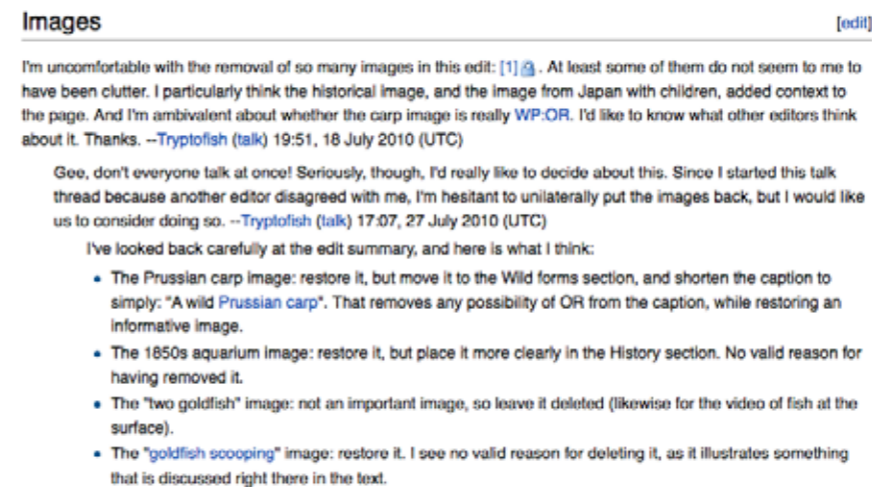 Images [edit]
I'm uncomfortable with the removal of so many images in this edit: [1] . At least some of them do not seem to me to
have been clutter. I particularly think the historical image, and the image from Japan with children, added context to
the page. And I'm ambivalent about whether the carp image is really WP:OR. I'd like to know what other editors think
about it. Thanks. --Tryptofish (talk) 19:51, 18 July 2010 (UTC)
Gee, don't everyone talk at once! Seriously, though, I'd really like to decide about this. Since I started this talk
thread because another editor disagreed with me, I'm hesitant to unilaterally put the images back, but I would like
us to consider doing so. --Tryptofish (talk) 17:07, 27 July 2010 (UTC)
I've looked back carefully at the edit summary, and here is what I think:
• The Prussian carp image: restore it, but move it to the Wild forms section, and shorten the caption to
simply: "A wild Prussian carp". That removes any possibility of OR from the caption, while restoring an
informative image.
• The 1850s aquarium image: restore it, but place it more clearly in the History section. No valid reason for
having removed it.
• The "two goldfish" image: not an important image, so leave it deleted (likewise for the video of fish at the
surface).
• The "goldfish scooping" image: restore it. I see no valid reason for deleting it, as it illustrates something
that is discussed right there in the text.